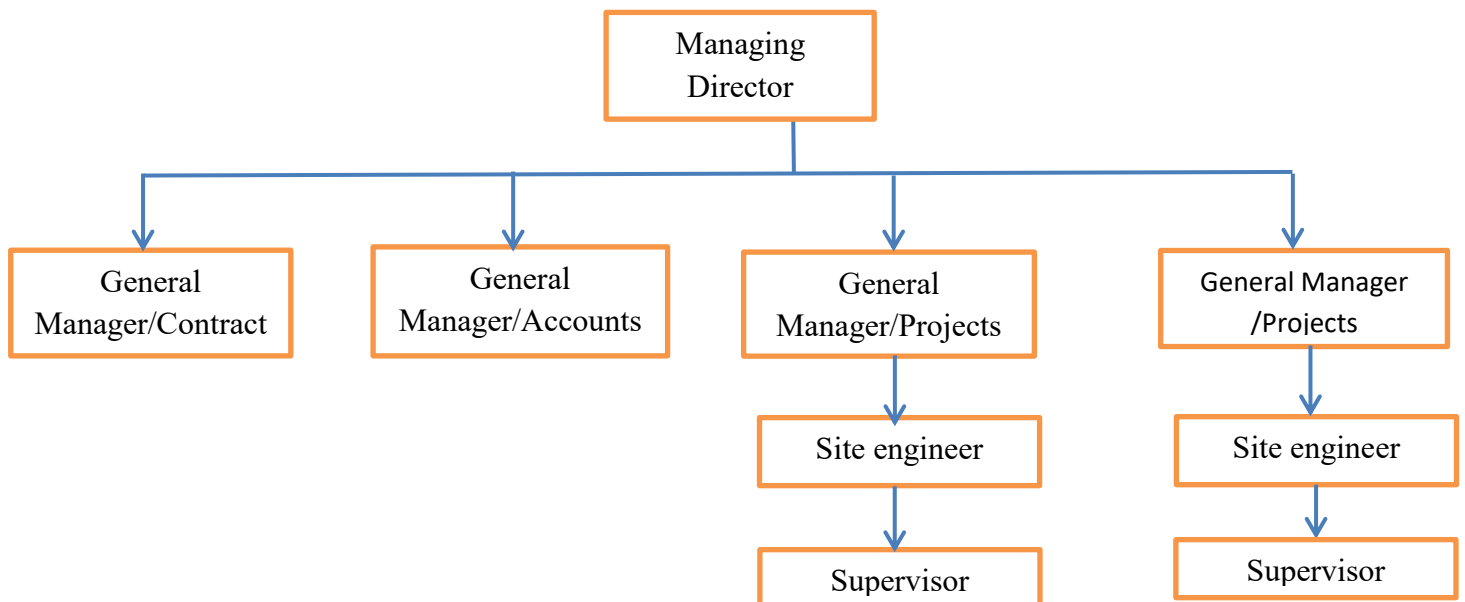 Managing
Director
General
Manager/Contract
General
Manager/Accounts
General
Manager/Projects
General Manager
/Projects
Site engineer
Site engineer
Supervisor
Supervisor